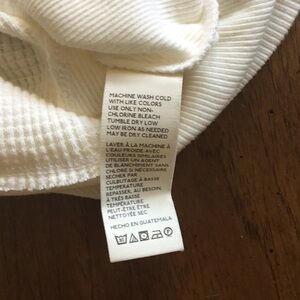 MACHINE WASH COLD
WITH LIKE COLORS
USE ONLY NON-
CHLORINE BLEACH
TUMBLE DRY LOW
LOW IRON AS NEEDED
MAY BE DRY CLEANED
LAVER À LA MACHINE À
L'EAU FROIDE-AVEC
COULEURS SIMILAIRES
UTILISER UN AGENT
DE BLANCHIMENT SANS
CHLORE SI NÉCESSAIRE
SÉCHER PAR
CULBUTAGE À BASSE
TEMPÉRATURE
REPASSER, AU BESOIN,
À TRÈS BASSE
TEMPÉRATURE
PEUT-ÊTRE ÊTRE
NETTOYÉE SEC
HECHO EN GUATEMALA